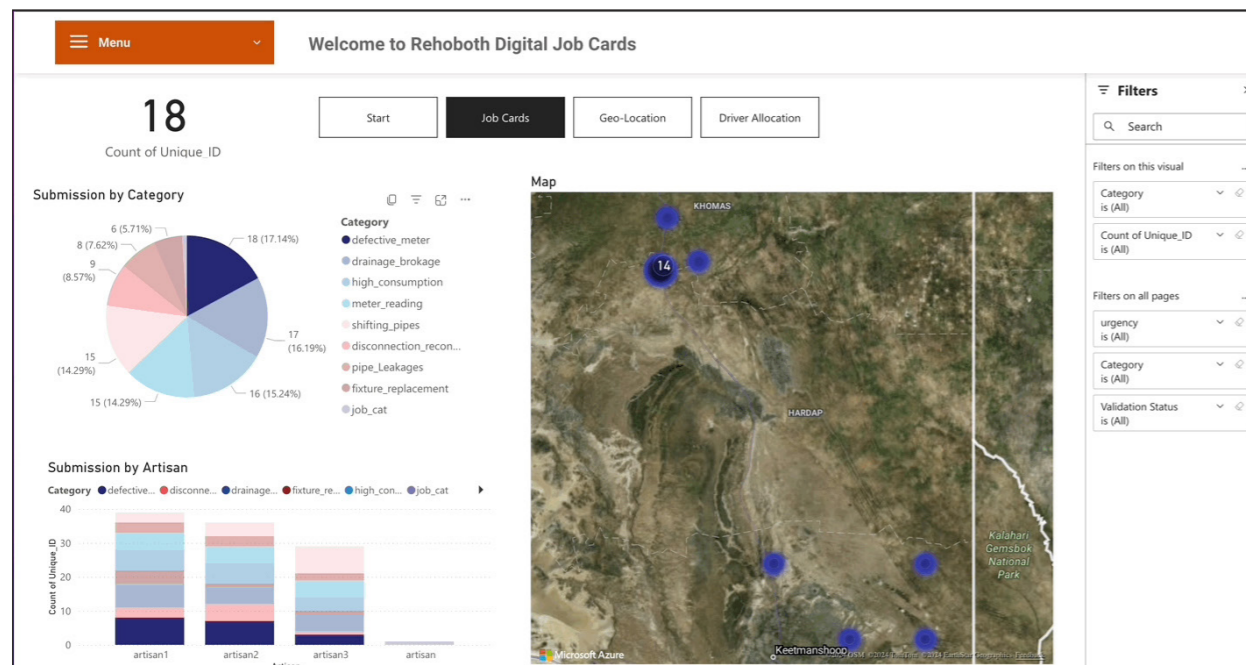 Menu
Welcome to Rehoboth Digital Job Cards
18
Count of Unique_ID
Start
Job Cards
Geo-Location
Driver Allocation
Submission by Category
6 (5.71%)
8 (7.62%)
9
(8.57%)
15
(14.29%)
15 (14.29%)
16 (15.24%)
17
(16.19%)
18 (17.14%)
Category
defective_meter
drainage_brokage
high_consumption
meter_reading
shifting_pipes
disconnection_recon...
pipe_Leakages
fixture_replacement
job_cat
Submission by Artisan
Category defective... disconne... drainage... fixture_re... high_con... job_cat
Count of Unique_ID
40
30
20
10
0
artisan1 artisan2 artisan3 artisan
Map
KHOMAS
14
HARDAP
Kalahari
Gemsbok
National
Park
Keetmanshoop
Microsoft Azure
Filters
Search
Filters on this visual
Category
is (All)
Count of Unique_ID
is (All)
Filters on all pages
urgency
is (All)
Category
is (All)
Validation Status
is (All)